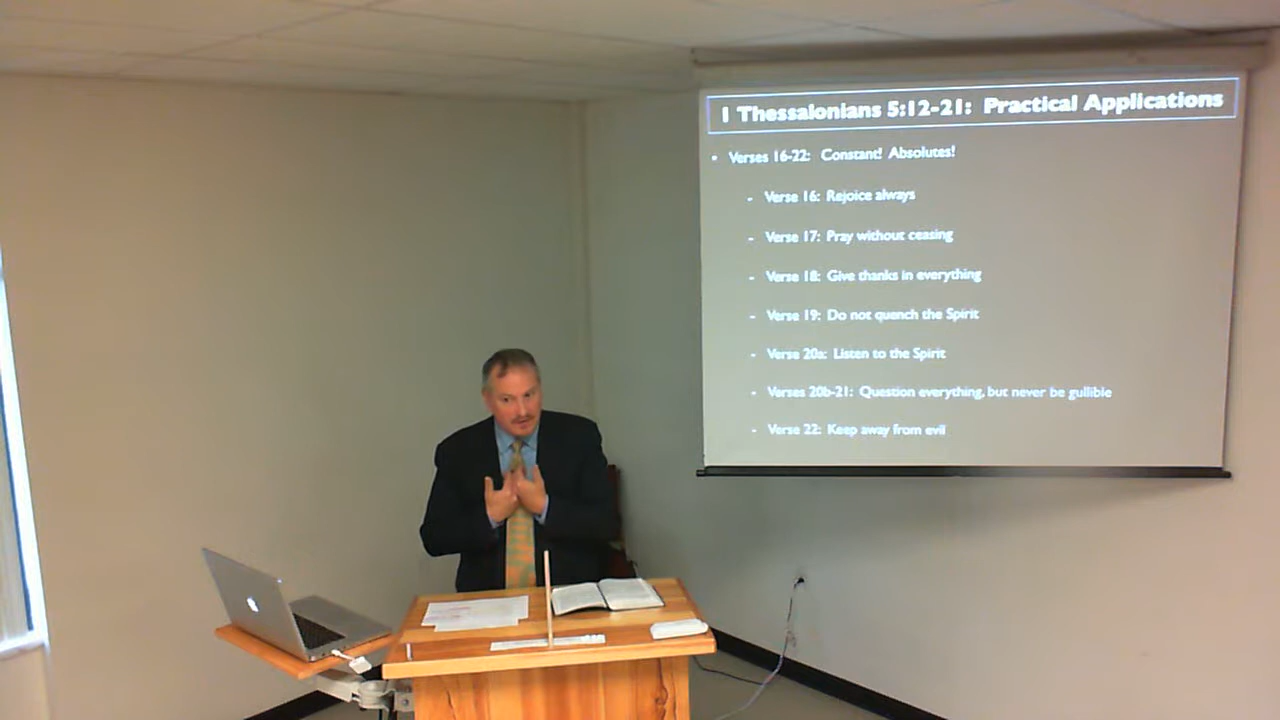 1 Thessalonians 5:12-21: Practical Applications
• Verses 16-22: Constant! Absolutes!
- Verse 16: Rejoice always
- Verse 17: Pray without ceasing
- Verse 18: Give thanks in everything
- Verse 19: Do not quench the Spirit
- Verse 20a: Listen to the Spirit
- Verses 20b-21: Question everything, but never be gullible
- Verse 22: Keep away from evil